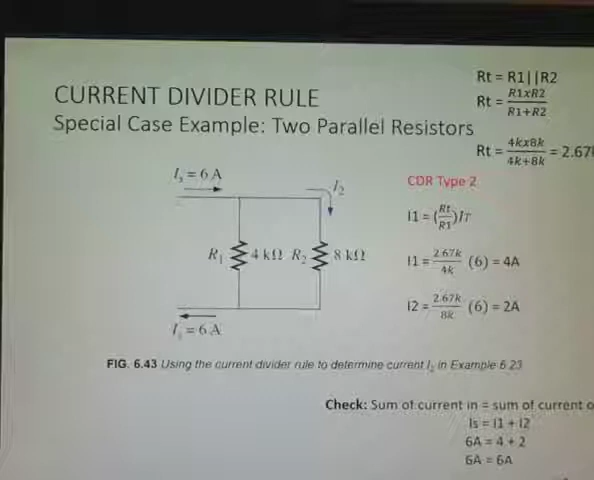 Rt = R1||R2
CURRENT DIVIDER RULE
Rt = R1xR2 / R1+R2
Special Case Example: Two Parallel Resistors
Rt = 4kx8k / 4k+8k = 2.67
Is = 6 A
I2
CDR Type 2
I1 = (Rt / R1)IT
R1 4 kΩ R2 8 kΩ
I1 = 2.67k / 4k (6) = 4A
I2 = 2.67k / 8k (6) = 2A
Is = 6 A
FIG. 6.43 Using the current divider rule to determine current I2 in Example 6.23
Check: Sum of current in = sum of current o
Is = I1 + I2
6A = 4 + 2
6A = 6A